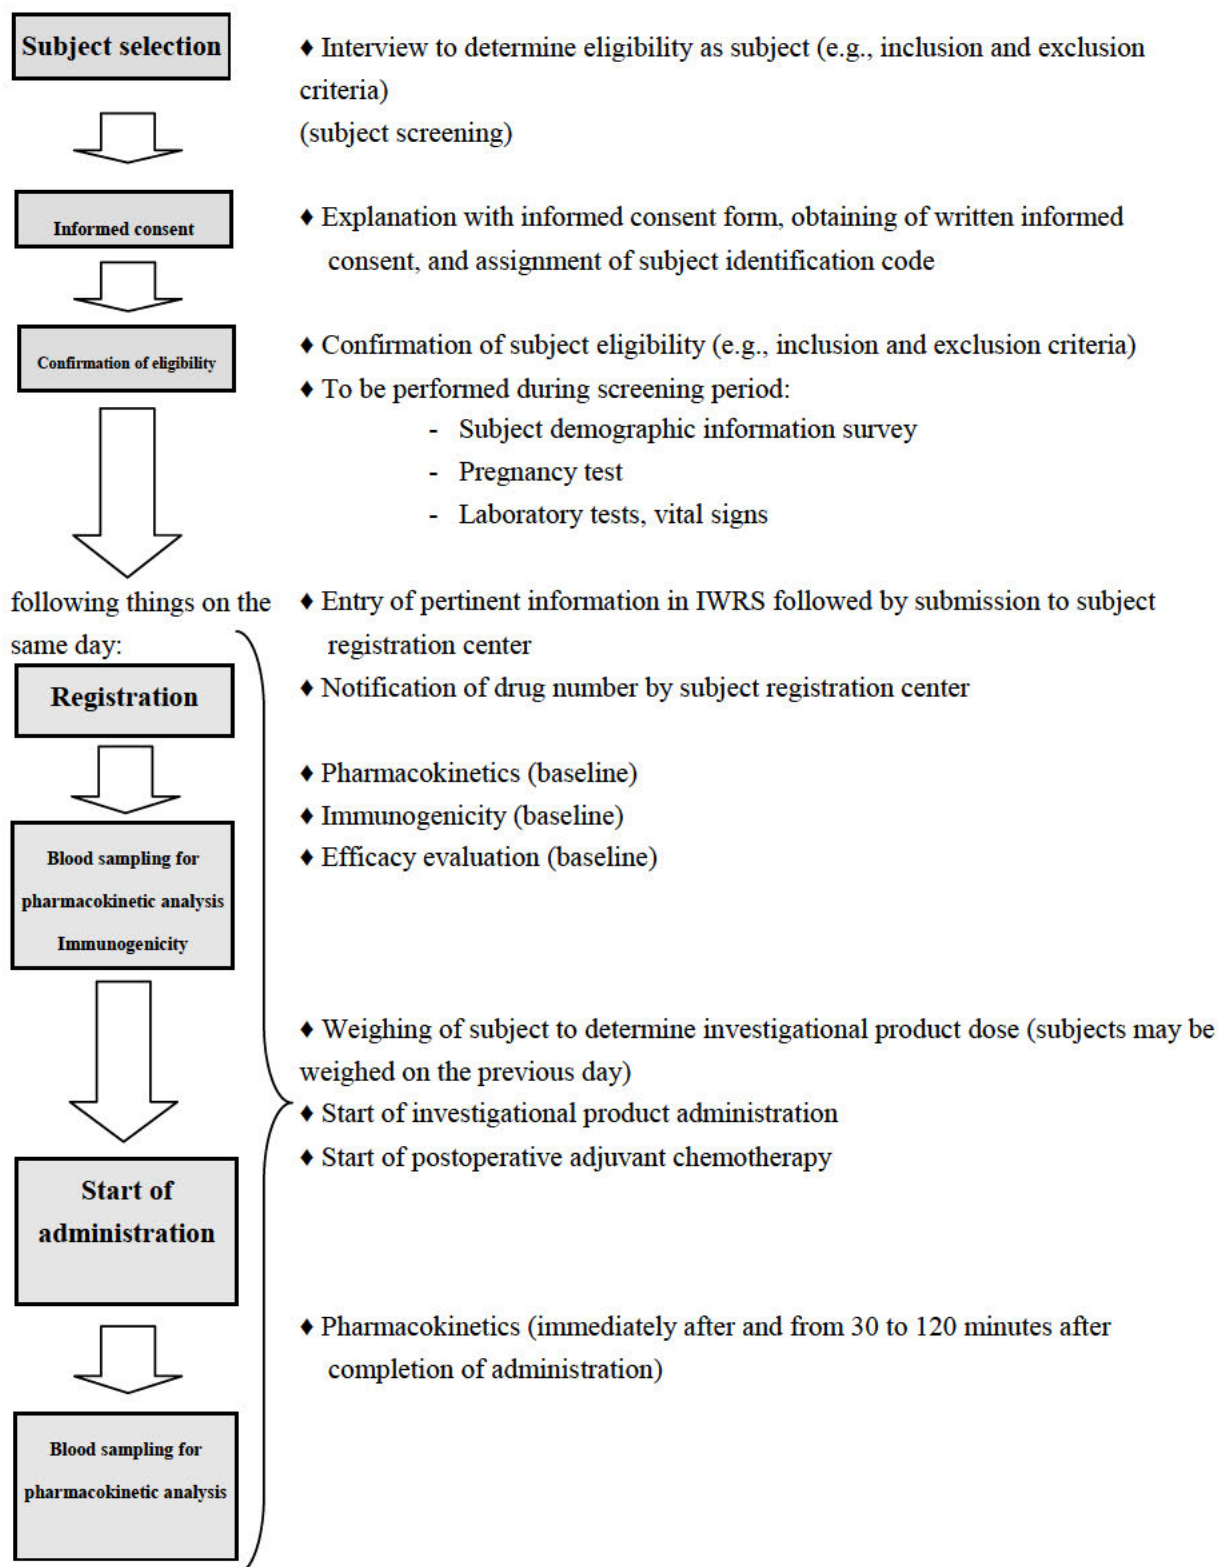 Subject selection
♦ Interview to determine eligibility as subject (e.g., inclusion and exclusion
criteria)
(subject screening)
Informed consent
♦ Explanation with informed consent form, obtaining of written informed
consent, and assignment of subject identification code
Confirmation of eligibility
♦ Confirmation of subject eligibility (e.g., inclusion and exclusion criteria)
♦ To be performed during screening period:
- Subject demographic information survey
- Pregnancy test
- Laboratory tests, vital signs
following things on the
same day:
♦ Entry of pertinent information in IWRS followed by submission to subject
registration center
♦ Notification of drug number by subject registration center
Registration
♦ Pharmacokinetics (baseline)
♦ Immunogenicity (baseline)
♦ Efficacy evaluation (baseline)
Blood sampling for
pharmacokinetic analysis
Immunogenicity
♦ Weighing of subject to determine investigational product dose (subjects may be
weighed on the previous day)
♦ Start of investigational product administration
♦ Start of postoperative adjuvant chemotherapy
Start of
administration
♦ Pharmacokinetics (immediately after and from 30 to 120 minutes after
completion of administration)
Blood sampling for
pharmacokinetic analysis